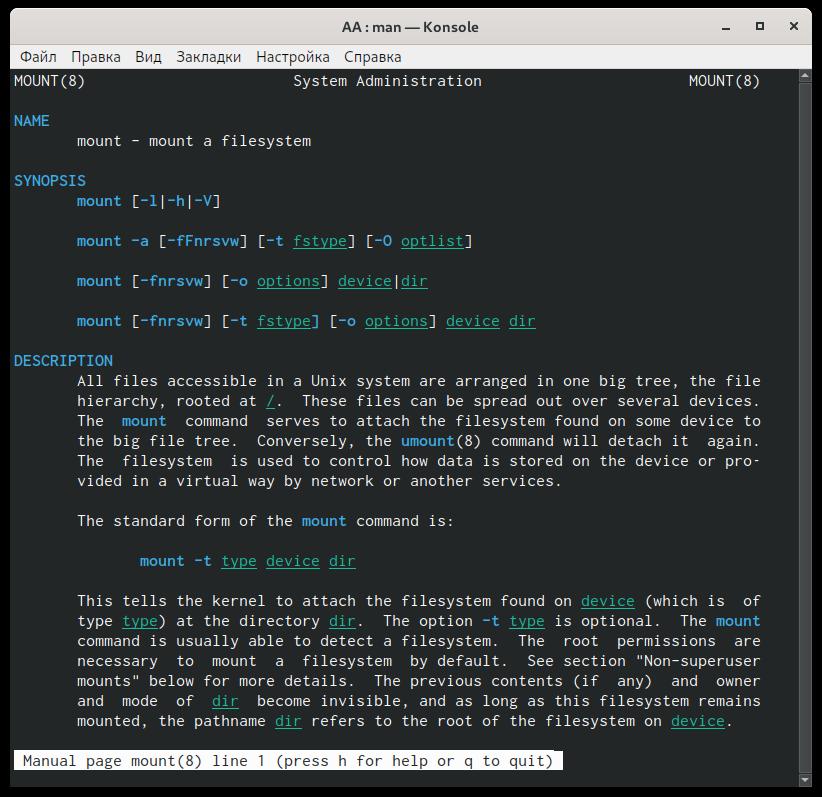 AA : man — Konsole
Файл Правка Вид Закладки Настройка Справка
MOUNT(8) System Administration MOUNT(8)
NAME
mount - mount a filesystem
SYNOPSIS
mount [-l|-h|-V]
mount -a [-fFnrsvw] [-t fstype] [-O optlist]
mount [-fnrsvw] [-o options] device|dir
mount [-fnrsvw] [-t fstype] [-o options] device dir
DESCRIPTION
All files accessible in a Unix system are arranged in one big tree, the file
hierarchy, rooted at /. These files can be spread out over several devices.
The mount command serves to attach the filesystem found on some device to
the big file tree. Conversely, the umount(8) command will detach it again.
The filesystem is used to control how data is stored on the device or pro-
vided in a virtual way by network or another services.
The standard form of the mount command is:
mount -t type device dir
This tells the kernel to attach the filesystem found on device (which is of
type type) at the directory dir. The option -t type is optional. The mount
command is usually able to detect a filesystem. The root permissions are
necessary to mount a filesystem by default. See section "Non-superuser
mounts" below for more details. The previous contents (if any) and owner
and mode of dir become invisible, and as long as this filesystem remains
mounted, the pathname dir refers to the root of the filesystem on device.
Manual page mount(8) line 1 (press h for help or q to quit)